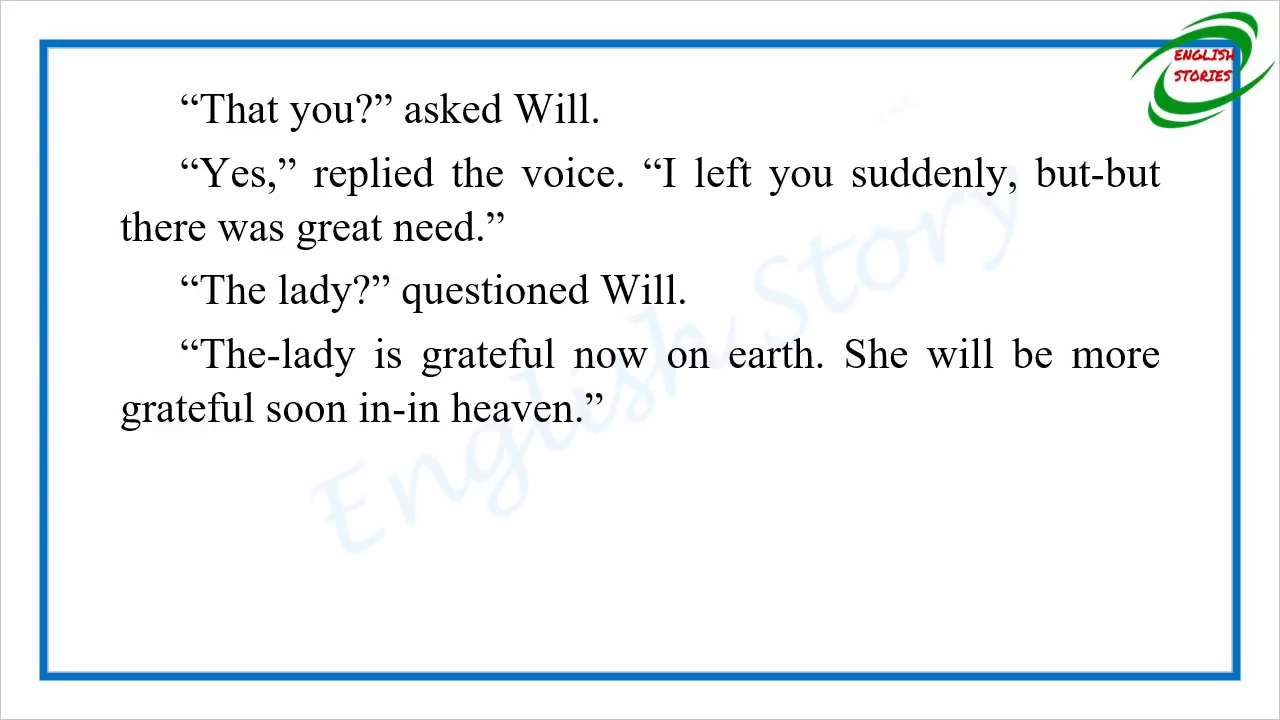 ENGLISH
STORIES
“That you?” asked Will.
“Yes,” replied the voice. “I left you suddenly, but-but
there was great need.”
“The lady?” questioned Will.
“The-lady is grateful now on earth. She will be more
grateful soon in-in heaven.”
English Story